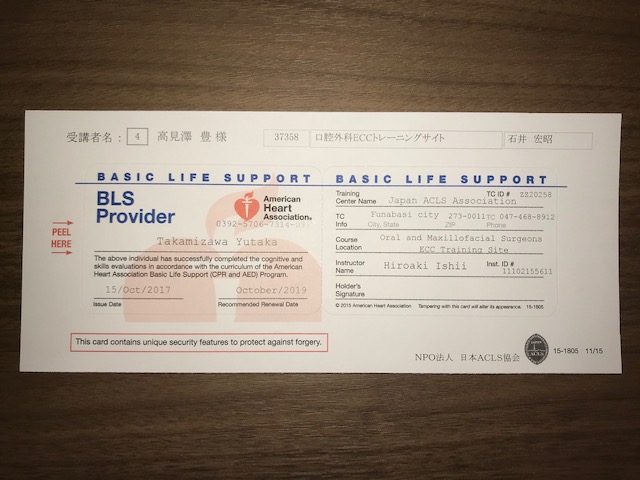 受講者名： 4 高見澤 豊 様 37358 口腔外科ECCトレーニングサイト 石井 宏昭
BASIC LIFE SUPPORT
BLS
Provider
American
Heart
Association®
PEEL
HERE
Takamizawa Yutaka
The above individual has successfully completed the cognitive and
skills evaluations in accordance with the curriculum of the American
Heart Association Basic Life Support (CPR and AED) Program.
15/Oct/2017 October/2019
Issue Date Recommended Renewal Date
BASIC LIFE SUPPORT
Training
Center Name Japan ACLS Association TC ID # ZZ20258
TC
Info Funabasi city 273-0011 TC 047-468-8912
City, State ZIP Phone
Course
Location Oral and Maxillofacial Surgeons
ECC Training Site
Instructor
Name Hiroaki Ishii Inst. ID # 11102155611
Holder's
Signature
© 2015 American Heart Association Tampering with this card will alter its appearance. 15-1805
This card contains unique security features to protect against forgery.
NPO法人 日本ACLS協会 ACLS 15-1805 11/15